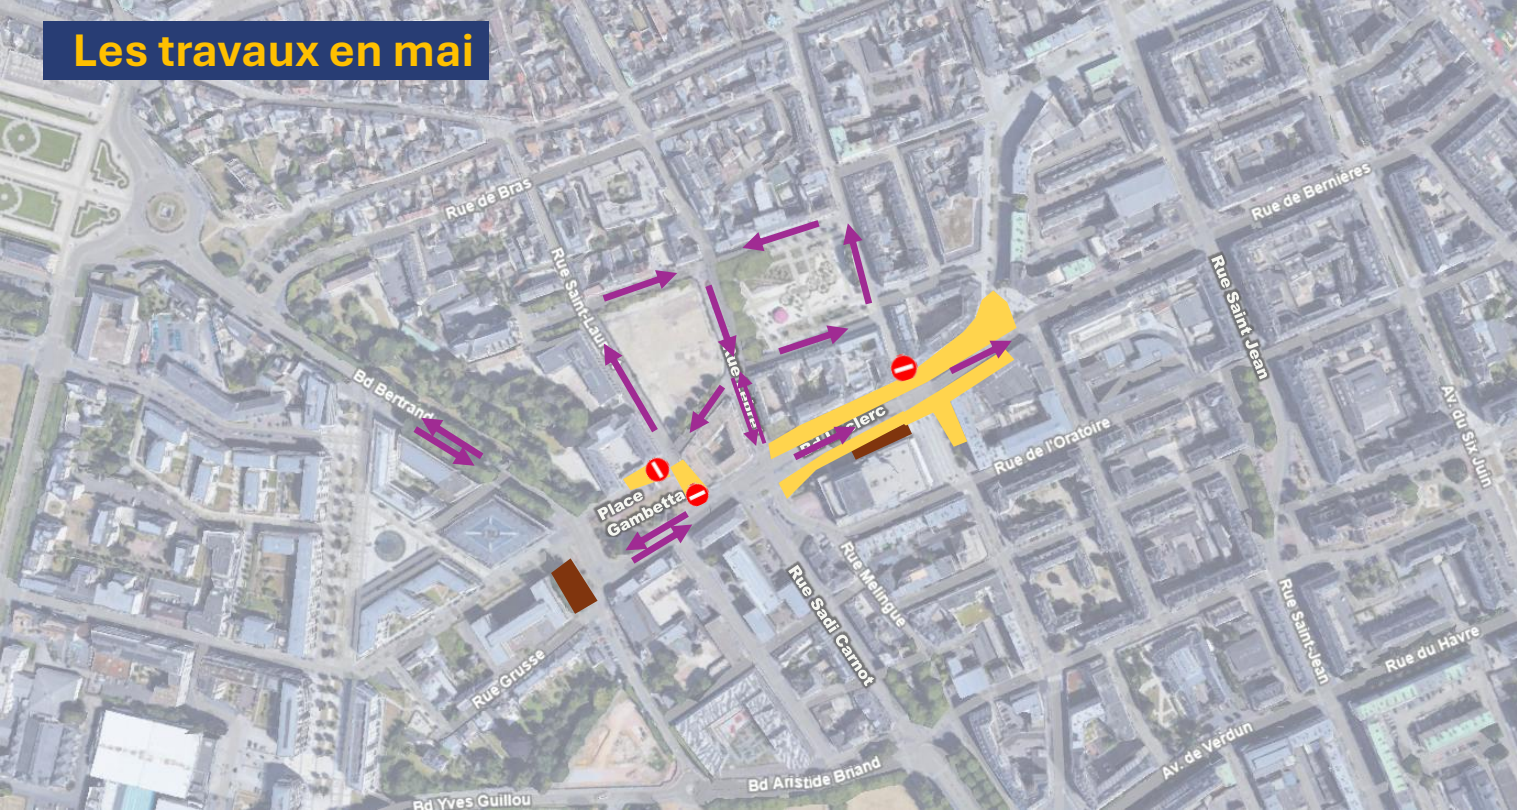 Les travaux en mai
Rue de Bras
Rue de Bernières
Rue Saint-Laur
Rue Saint Jean
Bd Bertrand
Bd Leclerc
Av. du Six Juin
Rue de l'Oratoire
Place
Gambetta
Rue Melingue
Rue Sadi Carnot
Rue Saint-Jean
Rue du Havre
Rue Grusse
Av. de Verdun
Bd Aristide Briand
Bd Yves Guillou